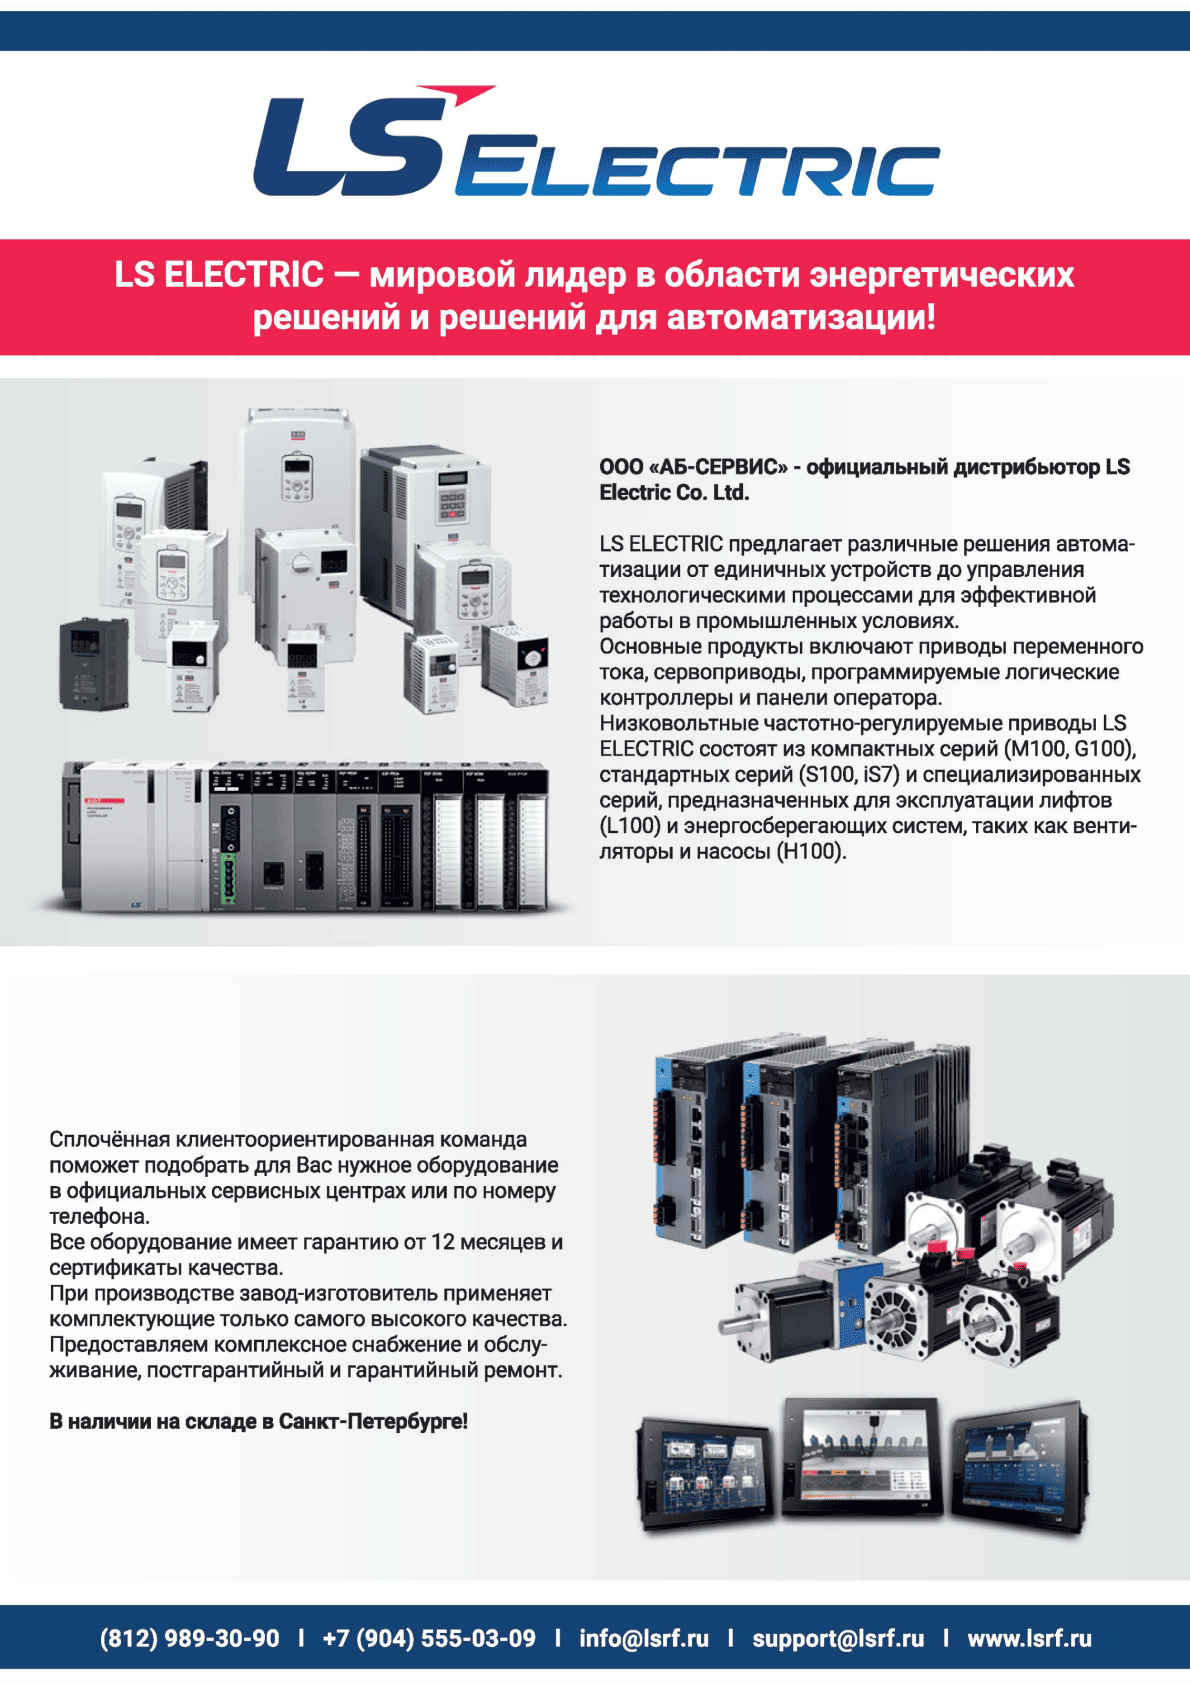 LS ELECTRIC
LS ELECTRIC — мировой лидер в области энергетических
решений и решений для автоматизации!
ООО «АБ-СЕРВИС» - официальный дистрибьютор LS
Electric Co. Ltd.
LS ELECTRIC предлагает различные решения автома-
тизации от единичных устройств до управления
технологическими процессами для эффективной
работы в промышленных условиях.
Основные продукты включают приводы переменного
тока, сервоприводы, программируемые логические
контроллеры и панели оператора.
Низковольтные частотно-регулируемые приводы LS
ELECTRIC состоят из компактных серий (M100, G100),
стандартных серий (S100, iS7) и специализированных
серий, предназначенных для эксплуатации лифтов
(L100) и энергосберегающих систем, таких как венти-
ляторы и насосы (H100).
Сплочённая клиентоориентированная команда
поможет подобрать для Вас нужное оборудование
в официальных сервисных центрах или по номеру
телефона.
Все оборудование имеет гарантию от 12 месяцев и
сертификаты качества.
При производстве завод-изготовитель применяет
комплектующие только самого высокого качества.
Предоставляем комплексное снабжение и обслу-
живание, постгарантийный и гарантийный ремонт.
В наличии на складе в Санкт-Петербурге!
(812) 989-30-90 | +7 (904) 555-03-09 | info@lsrf.ru | support@lsrf.ru | www.lsrf.ru